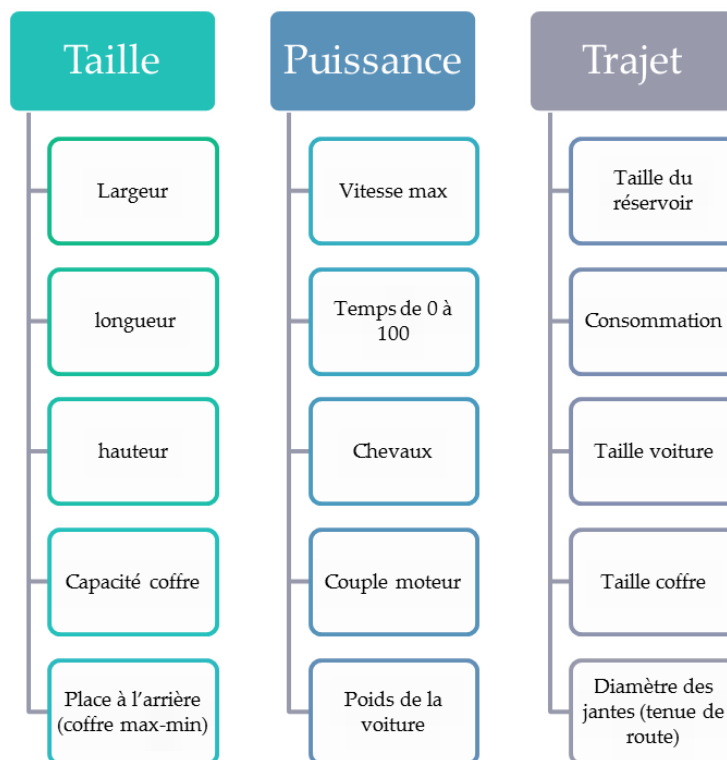 Taille
Largeur
longueur
hauteur
Capacité coffre
Place à l’arrière
(coffre max-min)
Puissance
Vitesse max
Temps de 0 à
100
Chevaux
Couple moteur
Poids de la
voiture
Trajet
Taille du
réservoir
Consommation
Taille voiture
Taille coffre
Diamètre des
jantes (tenue de
route)